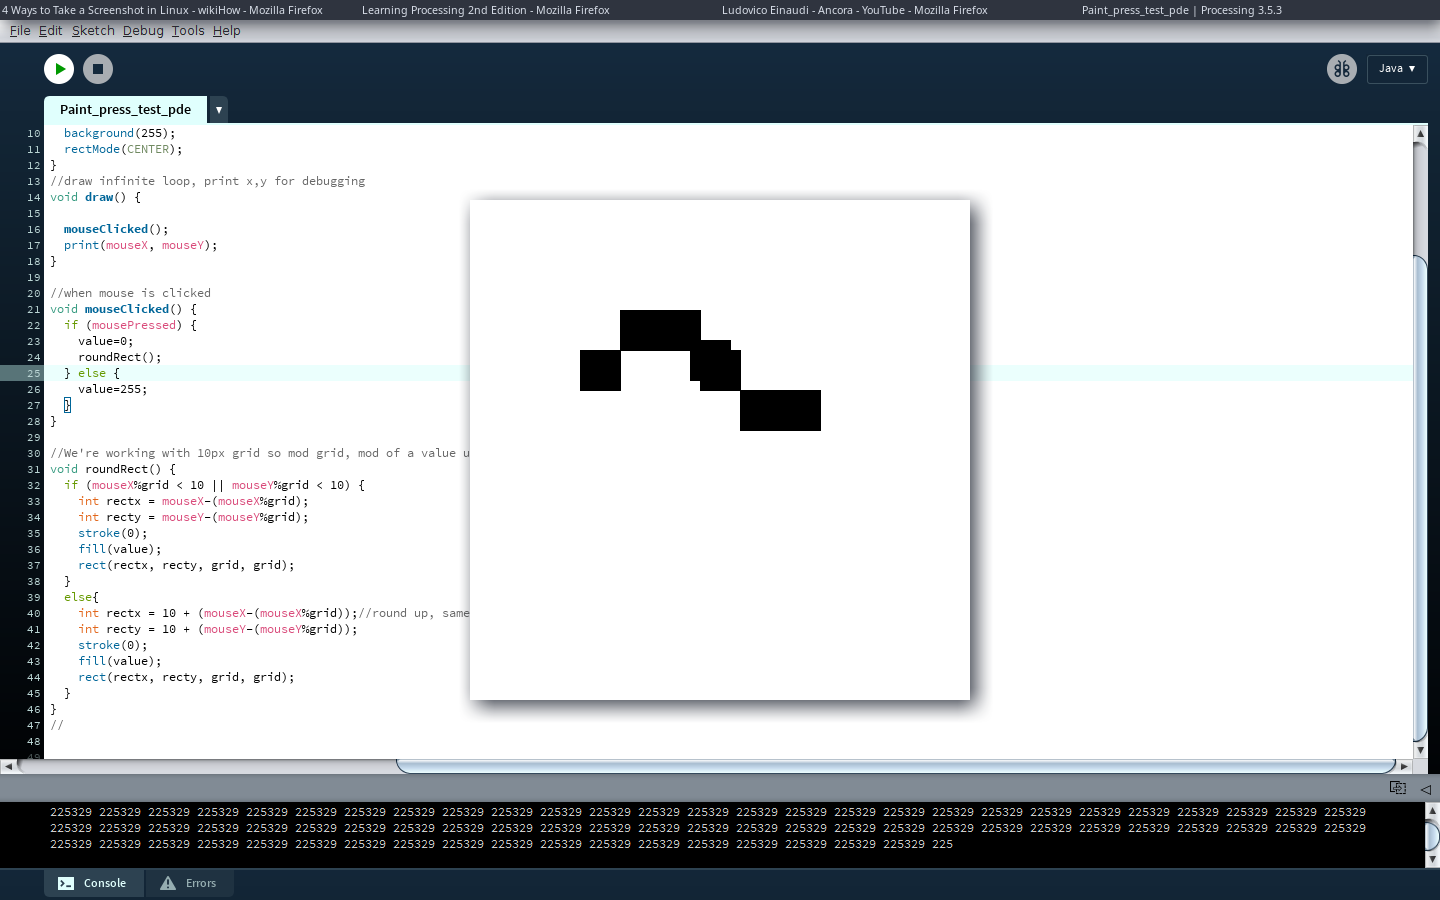 4 Ways to Take a Screenshot in Linux - wikiHow - Mozilla Firefox
Learning Processing 2nd Edition - Mozilla Firefox
Ludovico Einaudi - Ancora - YouTube - Mozilla Firefox
Paint_press_test_pde | Processing 3.5.3
File Edit Sketch Debug Tools Help
Java ▼
Paint_press_test_pde ▼
10 background(255);
11 rectMode(CENTER);
12 }
13 //draw infinite loop, print x,y for debugging
14 void draw() {
15
16 mouseClicked();
17 print(mouseX, mouseY);
18 }
19
20 //when mouse is clicked
21 void mouseClicked() {
22 if (mousePressed) {
23 value=0;
24 roundRect();
25 } else {
26 value=255;
27 }
28 }
29
30 //We're working with 10px grid so mod grid, mod of a value u
31 void roundRect() {
32 if (mouseX%grid < 10 || mouseY%grid < 10) {
33 int rectx = mouseX-(mouseX%grid);
34 int recty = mouseY-(mouseY%grid);
35 stroke(0);
36 fill(value);
37 rect(rectx, recty, grid, grid);
38 }
39 else{
40 int rectx = 10 + (mouseX-(mouseX%grid));//round up, same
41 int recty = 10 + (mouseY-(mouseY%grid));
42 stroke(0);
43 fill(value);
44 rect(rectx, recty, grid, grid);
45 }
46 }
47 //
48
49
225329 225329 225329 225329 225329 225329 225329 225329 225329 225329 225329 225329 225329 225329 225329 225329 225329 225329 225329 225329 225329 225329 225329 225329 225329 225329 225329
225329 225329 225329 225329 225329 225329 225329 225329 225329 225329 225329 225329 225329 225329 225329 225329 225329 225329 225329 225329 225329 225329 225329 225329 225329 225329 225329
225329 225329 225329 225329 225329 225329 225329 225329 225329 225329 225329 225329 225329 225329 225329 225329 225329 225329 225
Console
Errors